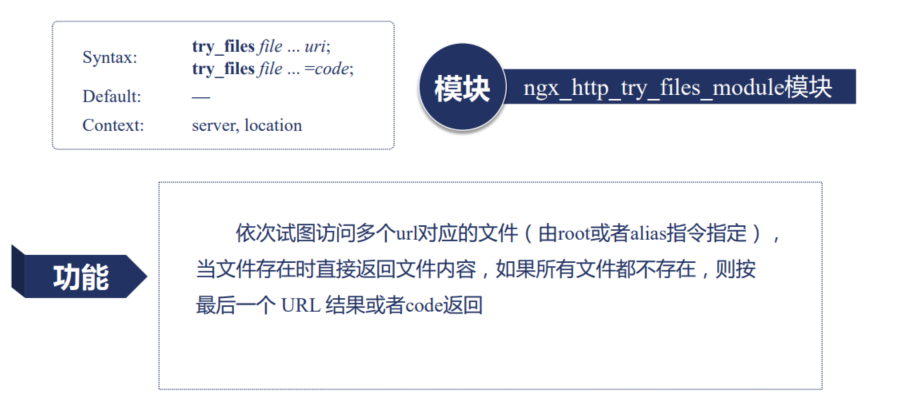 Syntax: try_files file ... uri;
try_files file ... =code;
Default: —
Context: server, location
模块
ngx_http_try_files_module模块
功能
依次试图访问多个url对应的文件（由root或者alias指令指定），
当文件存在时直接返回文件内容，如果所有文件都不存在，则按
最后一个 URL 结果或者code返回